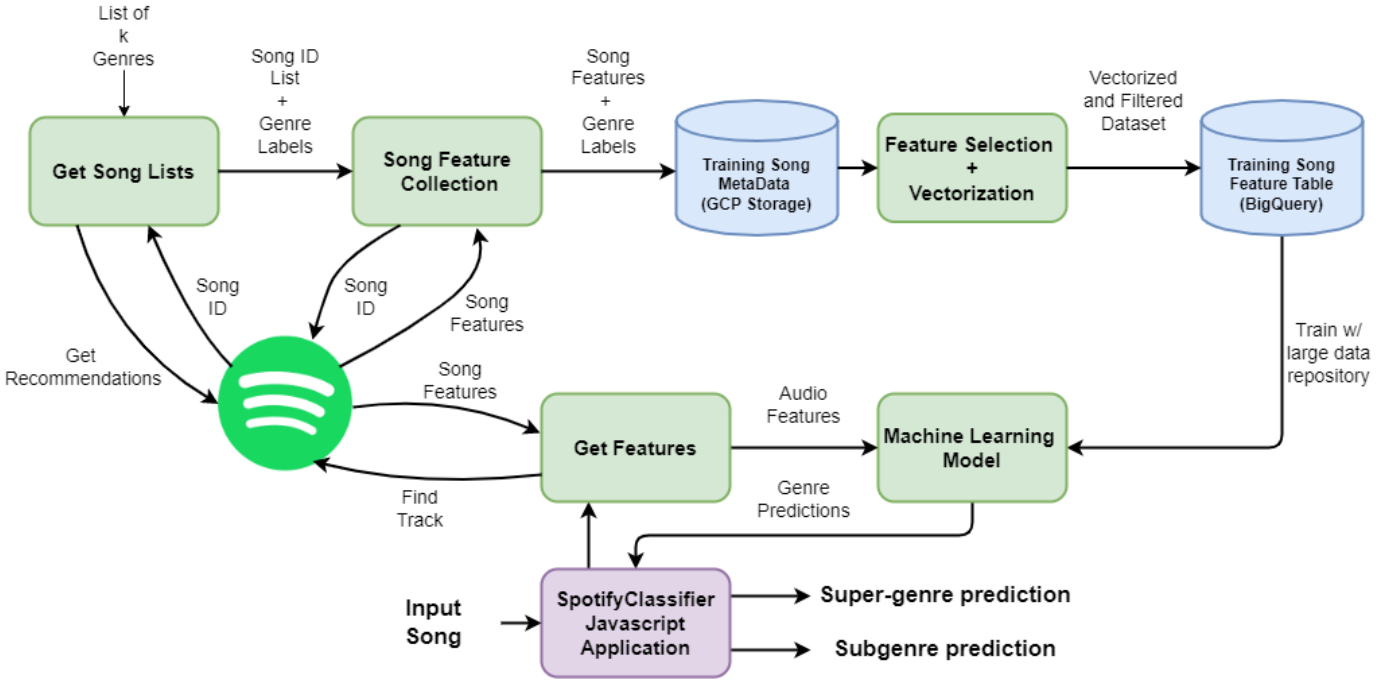 List of
k
Genres
Song ID
List
+
Genre
Labels
Song
Features
+
Genre
Labels
Vectorized
and Filtered
Dataset
Get Song Lists
Song Feature
Collection
Training Song
MetaData
(GCP Storage)
Feature Selection
+
Vectorization
Training Song
Feature Table
(BigQuery)
Song
ID
Song
ID
Song
Features
Get
Recommendations
Train w/
large data
repository
Song
Features
Audio
Features
Get Features
Machine Learning
Model
Find
Track
Genre
Predictions
Input
Song
SpotifyClassifier
Javascript
Application
Super-genre prediction
Subgenre prediction